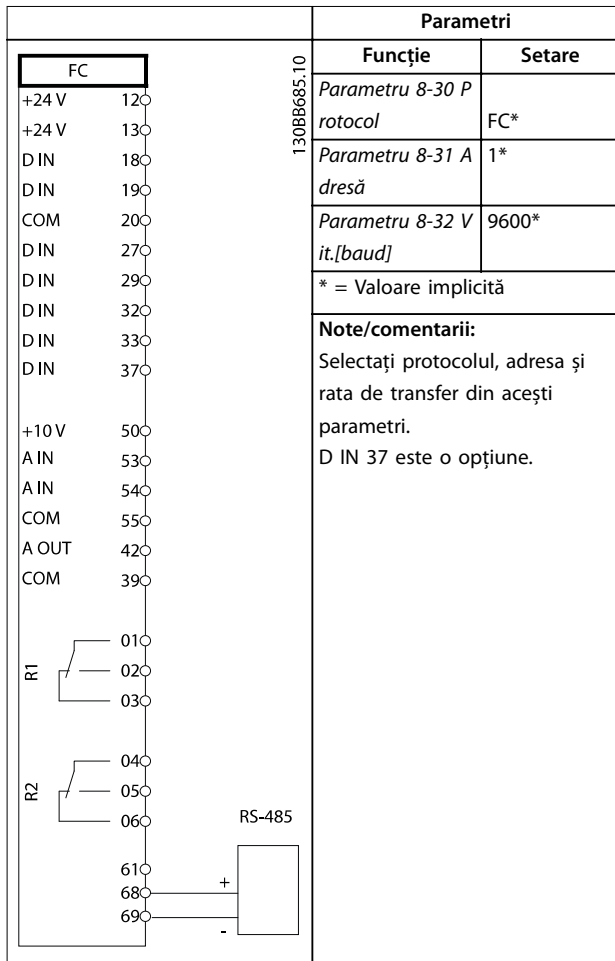 Parametri
Funcție Setare
Parametru 8-30 P
rotocol FC*
Parametru 8-31 A 1*
dresă
Parametru 8-32 V 9600*
it.[baud]
* = Valoare implicită
Note/comentarii:
Selectați protocolul, adresa și
rata de transfer din acești
parametri.
D IN 37 este o opțiune.
FC
130BB685.10
+24 V 12
+24 V 13
D IN 18
D IN 19
COM 20
D IN 27
D IN 29
D IN 32
D IN 33
D IN 37
+10 V 50
A IN 53
A IN 54
COM 55
A OUT 42
COM 39
R1
01
02
03
R2
04
05
06
RS-485
61
68 +
69 -